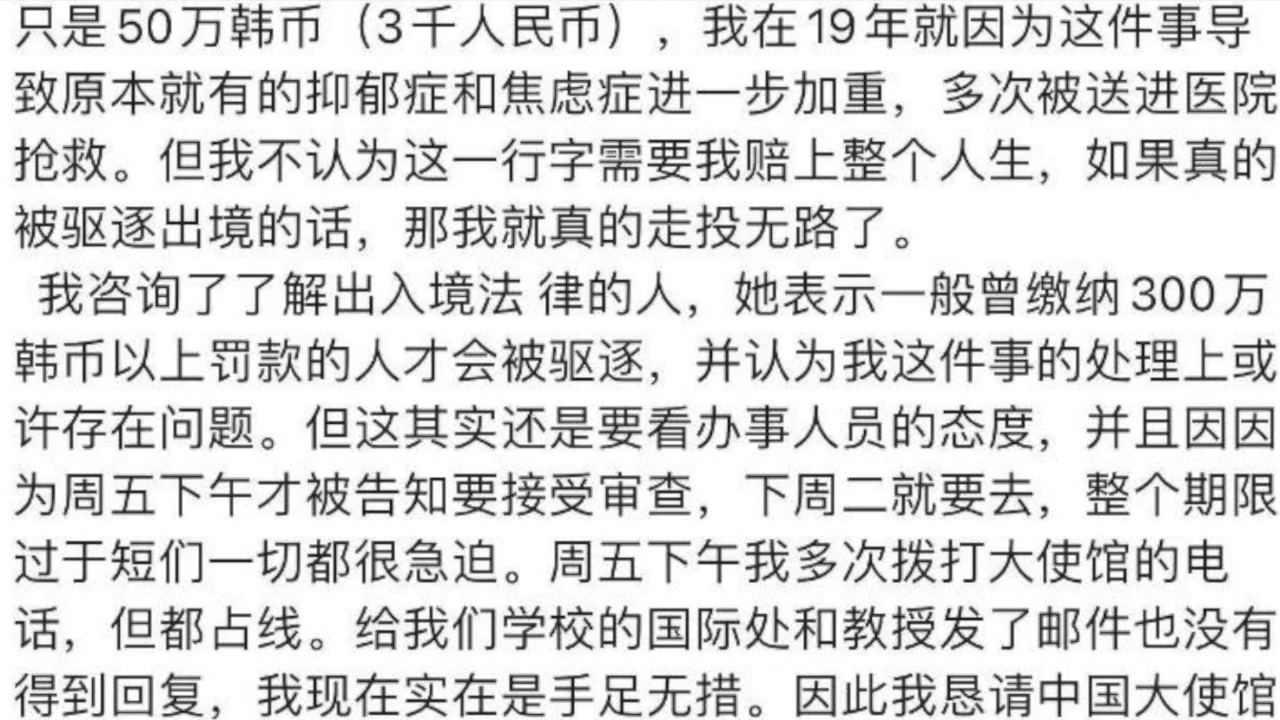 只是50万韩币（3千人民币），我在19年就因为这件事导
致原本就有的抑郁症和焦虑症进一步加重，多次被送进医院
抢救。但我不认为这一行字需要我赔上整个人生，如果真的
被驱逐出境的话，那我就真的走投无路了。
我咨询了了解出入境法 律的人，她表示一般曾缴纳300万
韩币以上罚款的人才会被驱逐，并认为我这件事的处理上或
许存在问题。但这其实还是要看办事人员的态度，并且因因
为周五下午才被告知要接受审查，下周二就要去，整个期限
过于短们一切都很急迫。周五下午我多次拨打大使馆的电
话，但都占线。给我们学校的国际处和教授发了邮件也没有
得到回复，我现在实在是手足无措。因此我恳请中国大使馆